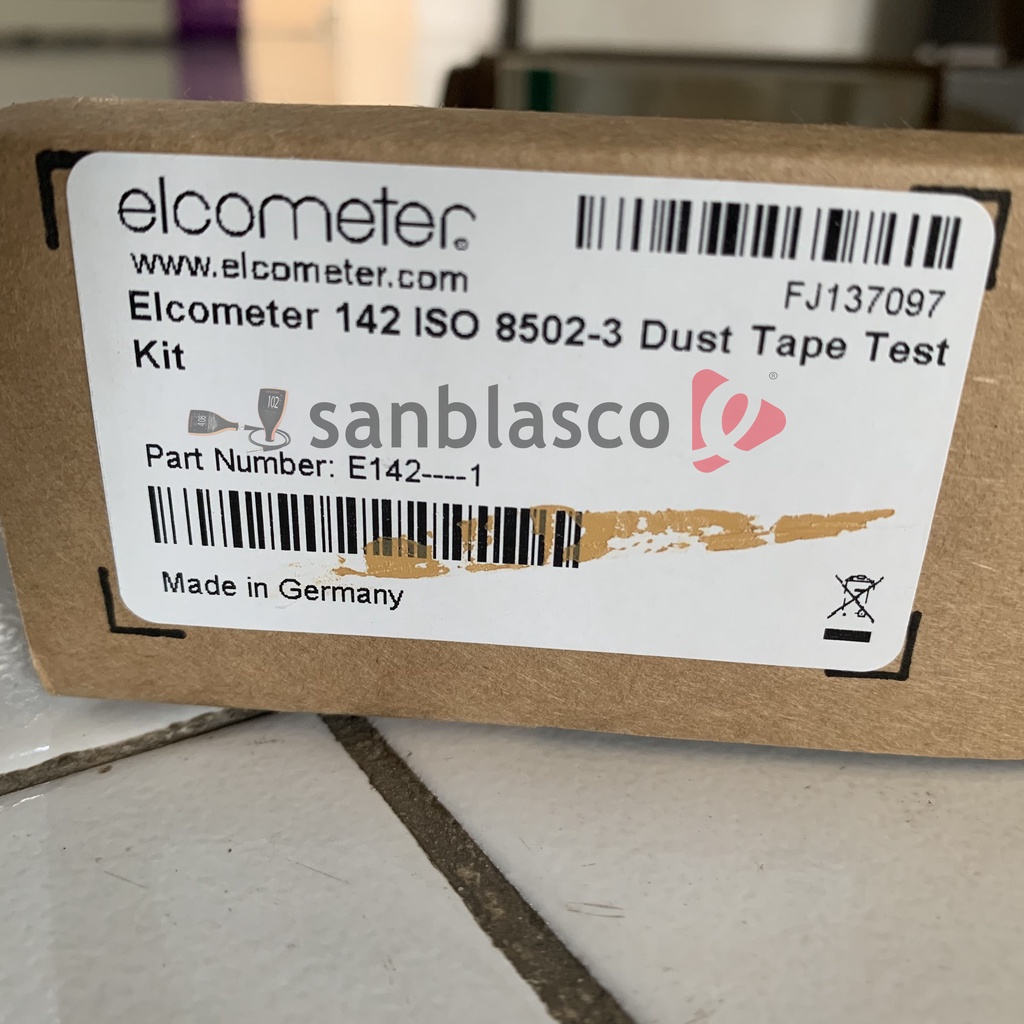 elcometer
www.elcometer.com
FJ137097
Elcometer 142 ISO 8502-3 Dust Tape Test
Kit
102
sanblasco ®
Part Number: E142----1
Made in Germany